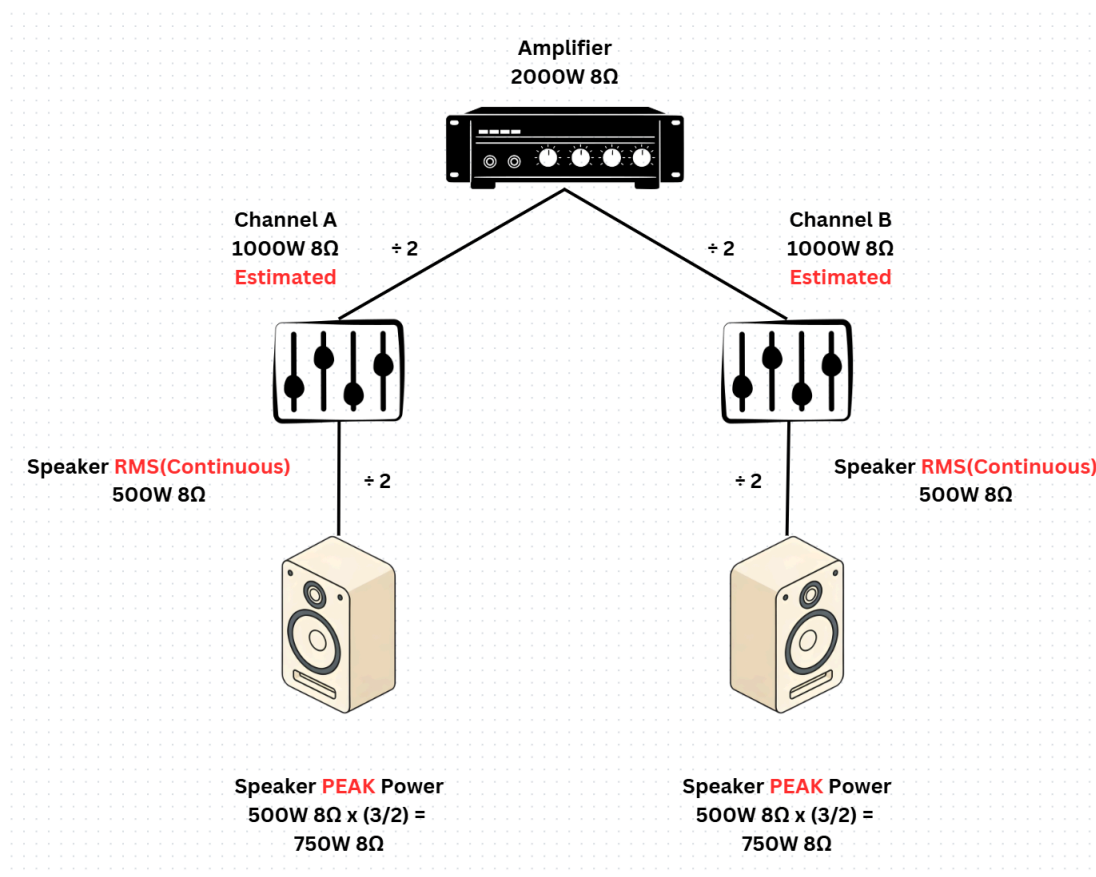 Amplifier
2000W 8Ω
Channel A
1000W 8Ω
Estimated
÷ 2
÷ 2
Channel B
1000W 8Ω
Estimated
Speaker RMS(Continuous)
500W 8Ω
÷ 2
÷ 2
Speaker RMS(Continuous)
500W 8Ω
Speaker PEAK Power
500W 8Ω x (3/2) =
750W 8Ω
Speaker PEAK Power
500W 8Ω x (3/2) =
750W 8Ω